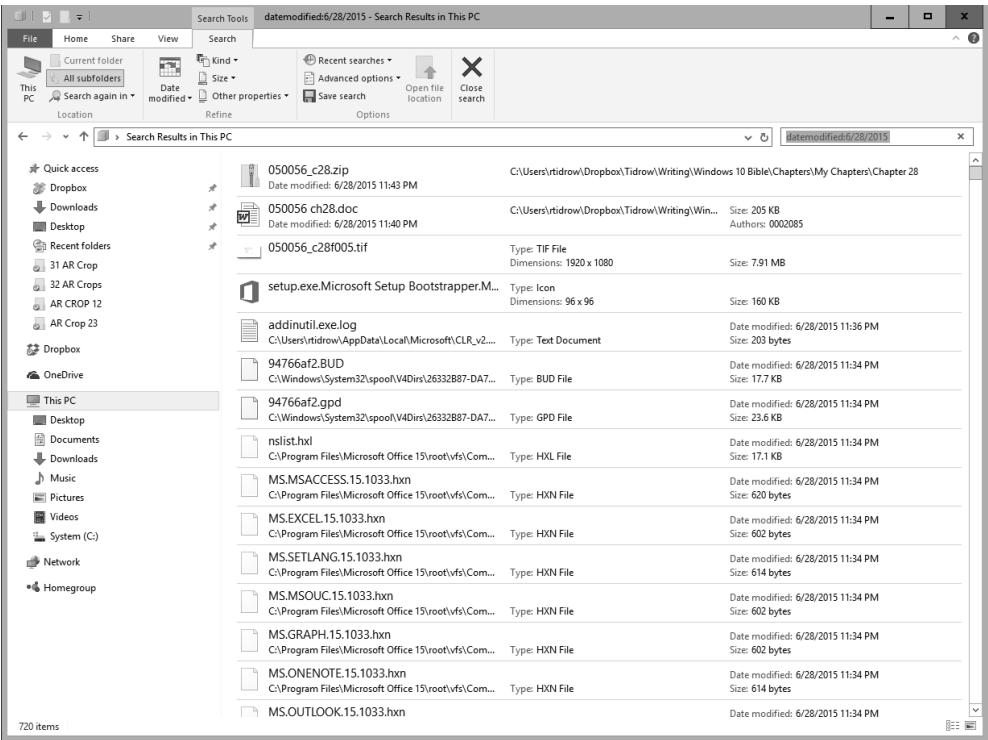 Search Tools
datemodified:6/28/2015 - Search Results in This PC
File
Home
Share
View
Search
This PC
Current folder
All subfolders
Search again in
Location
Date modified
Kind
Size
Other properties
Refine
Recent searches
Advanced options
Save search
Open file location
Options
Close search
Search Results in This PC
datemodified:6/28/2015
Quick access
Dropbox
Downloads
Desktop
Recent folders
31 AR Crop
32 AR Crops
AR CROP 12
AR Crop 23
Dropbox
OneDrive
This PC
Desktop
Documents
Downloads
Music
Pictures
Videos
System (C:)
Network
Homegroup
050056_c28.zip
Date modified: 6/28/2015 11:43 PM
C:\Users\rtidrow\Dropbox\Tidrow\Writing\Windows 10 Bible\Chapters\My Chapters\Chapter 28
050056 ch28.doc
Date modified: 6/28/2015 11:40 PM
C:\Users\rtidrow\Dropbox\Tidrow\Writing\Win...
Size: 205 KB
Authors: 0002085
050056_c28f005.tif
Type: TIF File
Dimensions: 1920 x 1080
Size: 7.91 MB
setup.exe.Microsoft Setup Bootstrapper.M...
Type: Icon
Dimensions: 96 x 96
Size: 160 KB
addinutil.exe.log
C:\Users\rtidrow\AppData\Local\Microsoft\CLR_v2....
Type: Text Document
Date modified: 6/28/2015 11:36 PM
Size: 203 bytes
94766af2.BUD
C:\Windows\System32\spool\V4Dirs\26332B87-DA7...
Type: BUD File
Date modified: 6/28/2015 11:34 PM
Size: 17.7 KB
94766af2.gpd
C:\Windows\System32\spool\V4Dirs\26332B87-DA7...
Type: GPD File
Date modified: 6/28/2015 11:34 PM
Size: 23.6 KB
nslist.hxl
C:\Program Files\Microsoft Office 15\root\vfs\Com...
Type: HXL File
Date modified: 6/28/2015 11:34 PM
Size: 17.1 KB
MS.MSACCESS.15.1033.hxn
C:\Program Files\Microsoft Office 15\root\vfs\Com...
Type: HXN File
Date modified: 6/28/2015 11:34 PM
Size: 620 bytes
MS.EXCEL.15.1033.hxn
C:\Program Files\Microsoft Office 15\root\vfs\Com...
Type: HXN File
Date modified: 6/28/2015 11:34 PM
Size: 602 bytes
MS.SETLANG.15.1033.hxn
C:\Program Files\Microsoft Office 15\root\vfs\Com...
Type: HXN File
Date modified: 6/28/2015 11:34 PM
Size: 614 bytes
MS.MSOUC.15.1033.hxn
C:\Program Files\Microsoft Office 15\root\vfs\Com...
Type: HXN File
Date modified: 6/28/2015 11:34 PM
Size: 602 bytes
MS.GRAPH.15.1033.hxn
C:\Program Files\Microsoft Office 15\root\vfs\Com...
Type: HXN File
Date modified: 6/28/2015 11:34 PM
Size: 602 bytes
MS.ONENOTE.15.1033.hxn
C:\Program Files\Microsoft Office 15\root\vfs\Com...
Type: HXN File
Date modified: 6/28/2015 11:34 PM
Size: 614 bytes
MS.OUTLOOK.15.1033.hxn
Date modified: 6/28/2015 11:34 PM
720 items